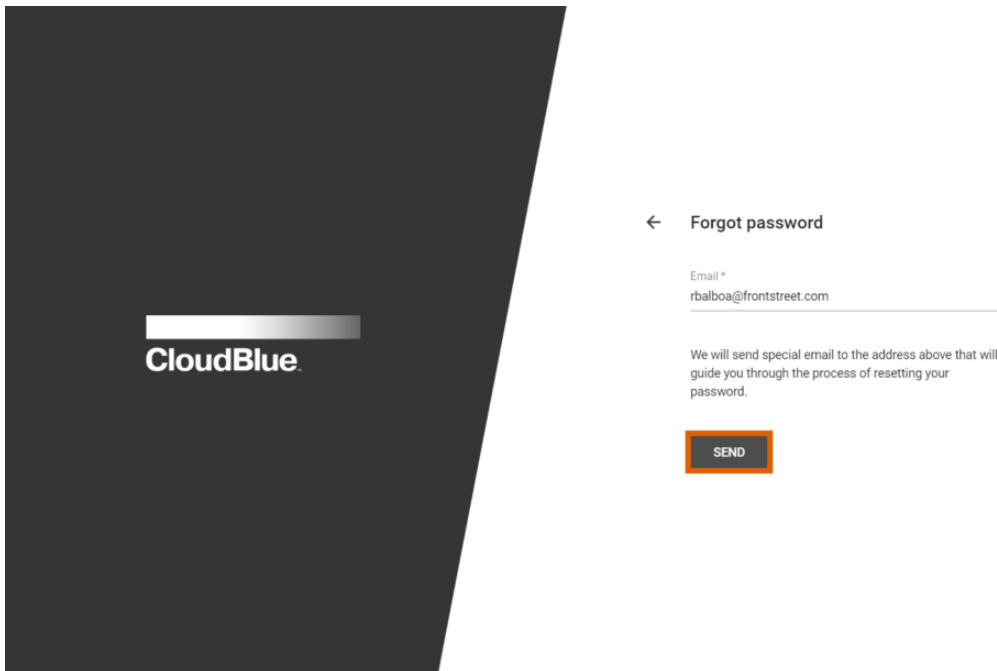 CloudBlue
Forgot password
Email *
rbalboa@frontstreet.com
We will send special email to the address above that will
guide you through the process of resetting your
password.
SEND